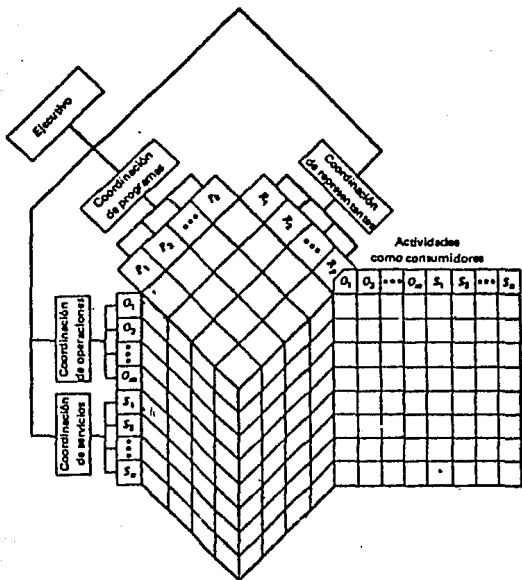 Ejecutivo
Coordinación
de programas
P₁ P₂ ••• Pₖ
Coordinación
de representantes
R₁ R₂ ••• Rₚ
Actividades
como consumidores
O₁ O₂ ••• Oₘ S₁ S₂ ••• Sₙ
Coordinación
de operaciones
O₁
O₂
•••
Oₘ
Coordinación
de servicios
S₁
S₂
•••
Sₙ